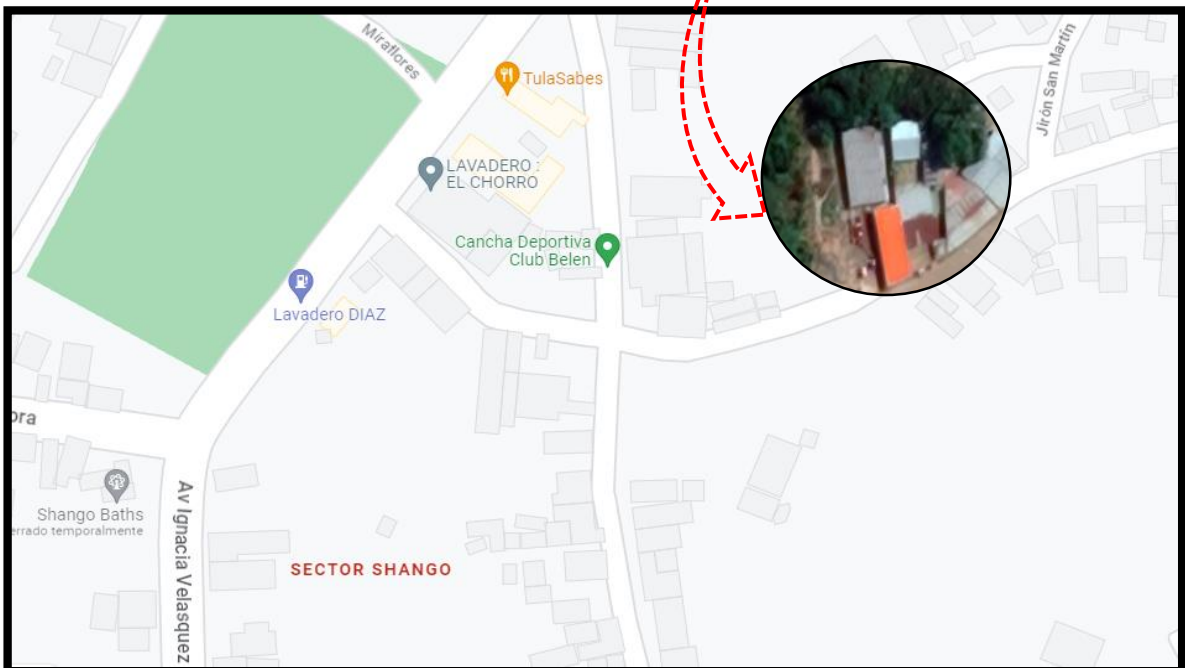 Miraflores
TulaSabes
Jirón San Martín
LAVADERO :
EL CHORRO
Cancha Deportiva
Club Belen
Lavadero DIAZ
ora
Shango Baths
errado temporalmente
Av Ignacia Velasquez
SECTOR SHANGO